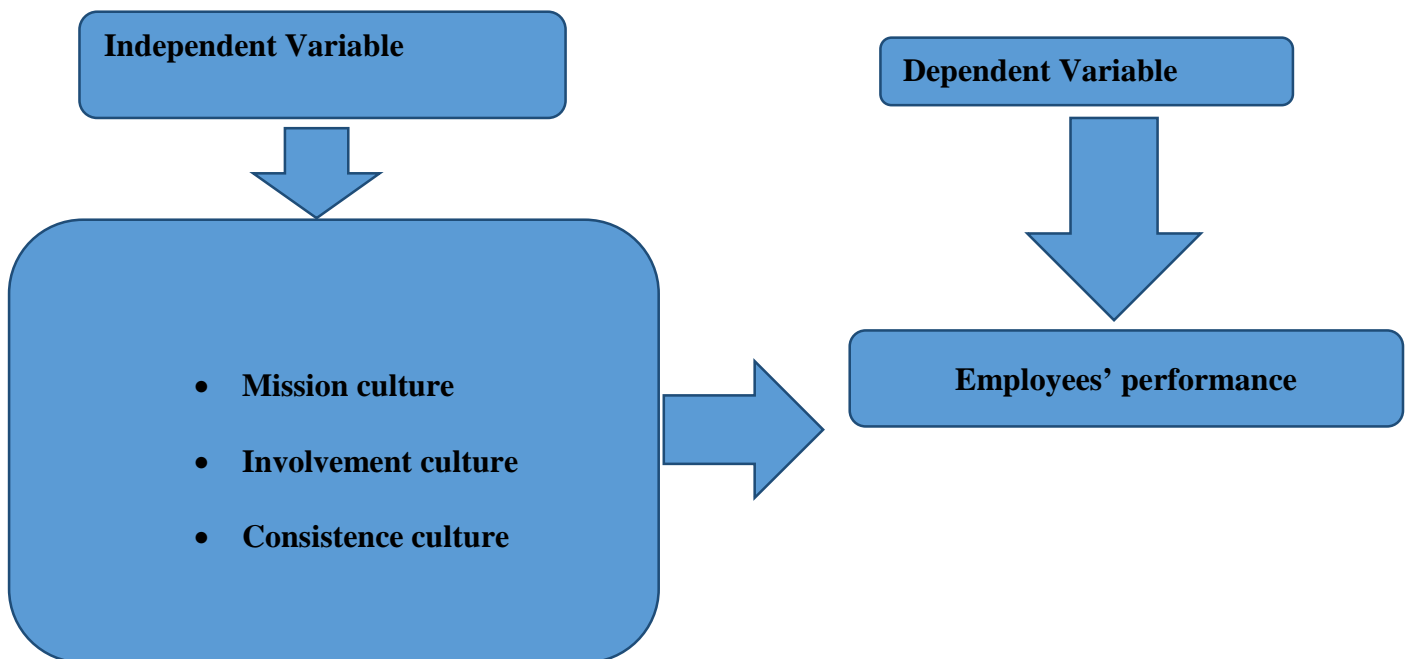 Independent Variable
Dependent Variable
• Mission culture
• Involvement culture
• Consistence culture
Employees’ performance